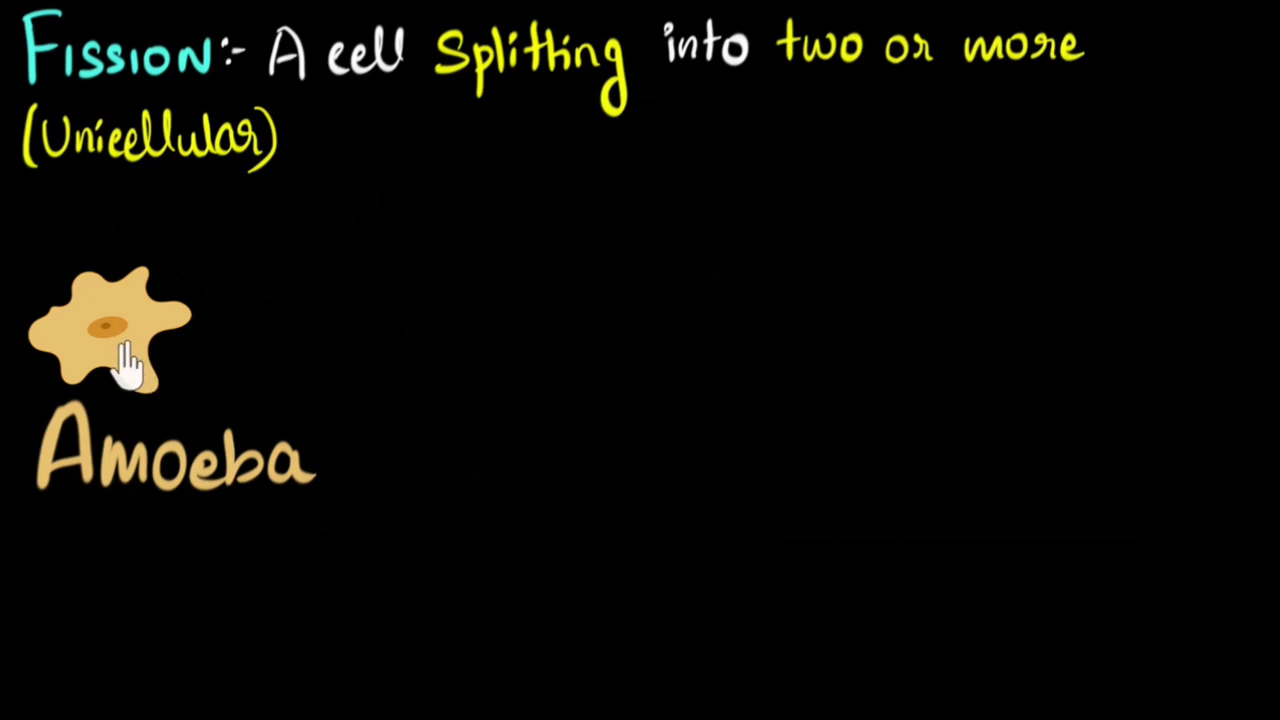 FISSION:- A cell Splitting into two or more
(Unicellular)
Amoeba